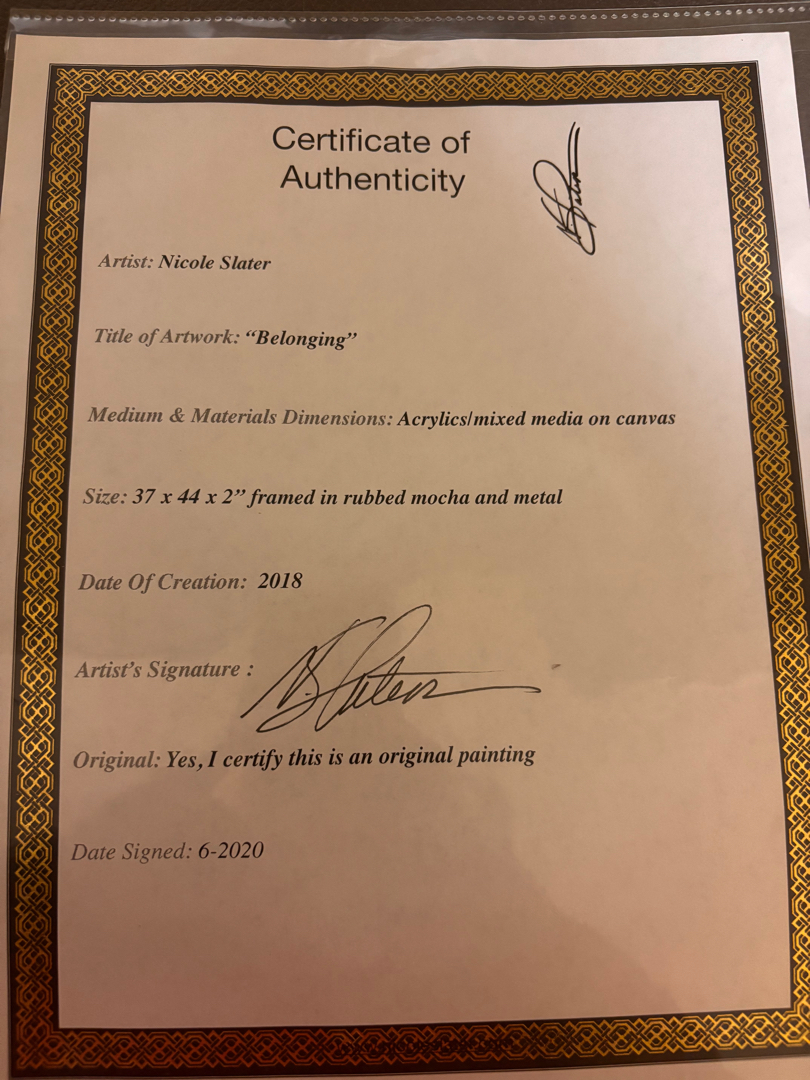 Certificate of
Authenticity
Artist: Nicole Slater
Title of Artwork: “Belonging”
Medium & Materials Dimensions: Acrylics/mixed media on canvas
Size: 37 x 44 x 2” framed in rubbed mocha and metal
Date Of Creation: 2018
Artist’s Signature :
Original: Yes, I certify this is an original painting
Date Signed: 6-2020